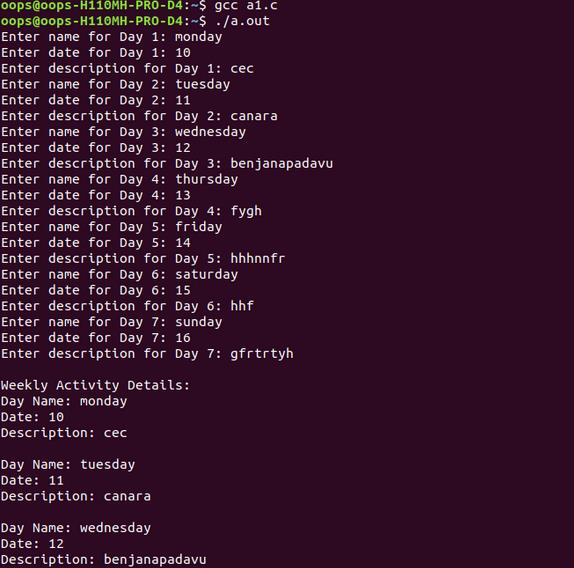 oops@oops-H110MH-PRO-D4:~$ gcc a1.c
oops@oops-H110MH-PRO-D4:~$ ./a.out
Enter name for Day 1: monday
Enter date for Day 1: 10
Enter description for Day 1: cec
Enter name for Day 2: tuesday
Enter date for Day 2: 11
Enter description for Day 2: canara
Enter name for Day 3: wednesday
Enter date for Day 3: 12
Enter description for Day 3: benjanapadavu
Enter name for Day 4: thursday
Enter date for Day 4: 13
Enter description for Day 4: fygh
Enter name for Day 5: friday
Enter date for Day 5: 14
Enter description for Day 5: hhhnnfr
Enter name for Day 6: saturday
Enter date for Day 6: 15
Enter description for Day 6: hhf
Enter name for Day 7: sunday
Enter date for Day 7: 16
Enter description for Day 7: gfrtrtyh
Weekly Activity Details:
Day Name: monday
Date: 10
Description: cec
Day Name: tuesday
Date: 11
Description: canara
Day Name: wednesday
Date: 12
Description: benjanapadavu